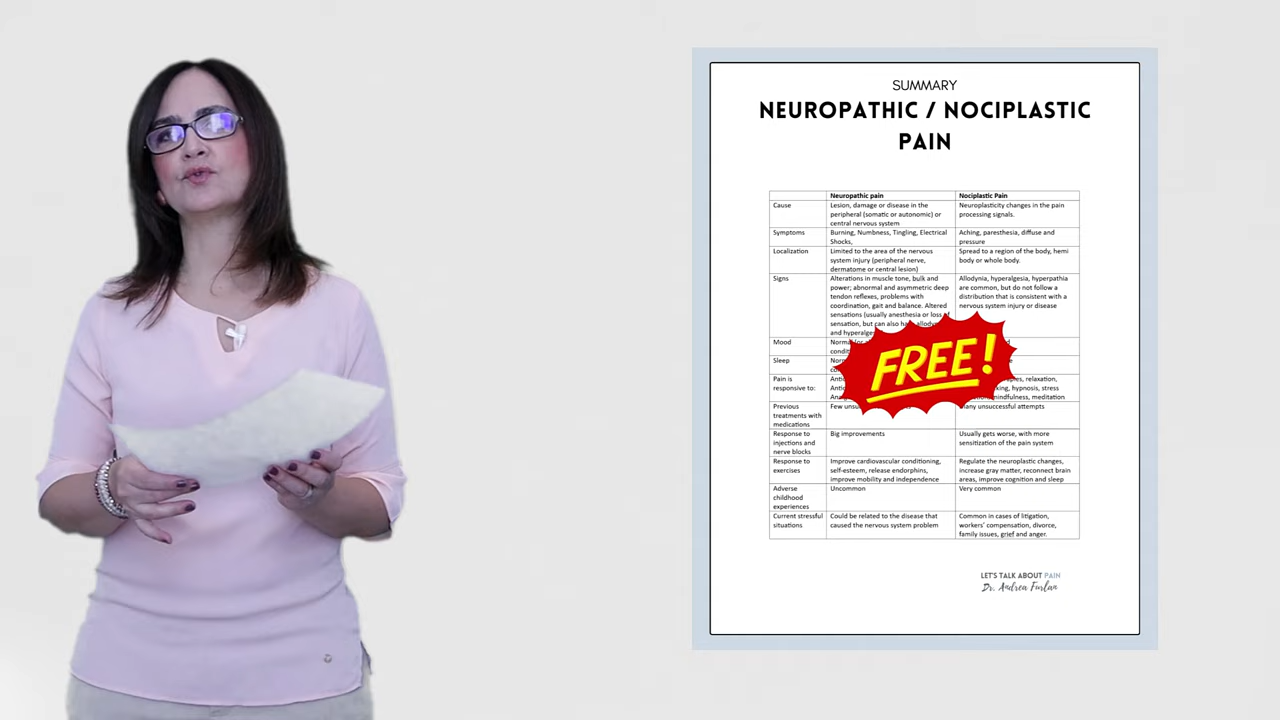 SUMMARY
NEUROPATHIC / NOCIPLASTIC
PAIN
Neuropathic pain
Nociplastic Pain
Cause
Lesion, damage or disease in the
peripheral (somatic or autonomic) or
central nervous system
Neuroplasticity changes in the pain
processing signals.
Symptoms
Burning, Numbness, Tingling, Electrical
Shocks,
Aching, paresthesia, diffuse and
pressure
Localization
Limited to the area of the nervous
system injury (peripheral nerve,
dermatome or central lesion)
Spread to a region of the body, hemi
body or whole body.
Signs
Alterations in muscle tone, bulk and
power; abnormal and asymmetric deep
tendon reflexes, problems with
coordination, gait and balance. Altered
sensations (usually anesthesia or loss
sensation, but can also
and
Allodynia, hyperalgesia, hyperpathia
are common, but do not follow a
distribution that is consistent with a
nervous system injury or disease
Mood
Sleep
Pain is
responsive to:
relaxation,
hypnosis, stress
mindfulness, meditation
FREE!
Previous
treatments with
medications
Few
many unsuccessful attempts
Response to
injections and
nerve blocks
Big improvements
Usually gets worse, with more
sensitization of the pain system
Response to
exercises
Improve cardiovascular conditioning,
self-esteem, release endorphins,
improve mobility and independence
Regulate the neuroplastic changes,
increase gray matter, reconnect brain
areas, improve cognition and sleep
Adverse
childhood
experiences
Uncommon
Very common
Current stressful
situations
Could be related to the disease that
caused the nervous system problem
Common in cases of litigation,
workers' compensation, divorce,
family issues, grief and anger.
LET'S TALK ABOUT PAIN
Dr. Andrea Furlan